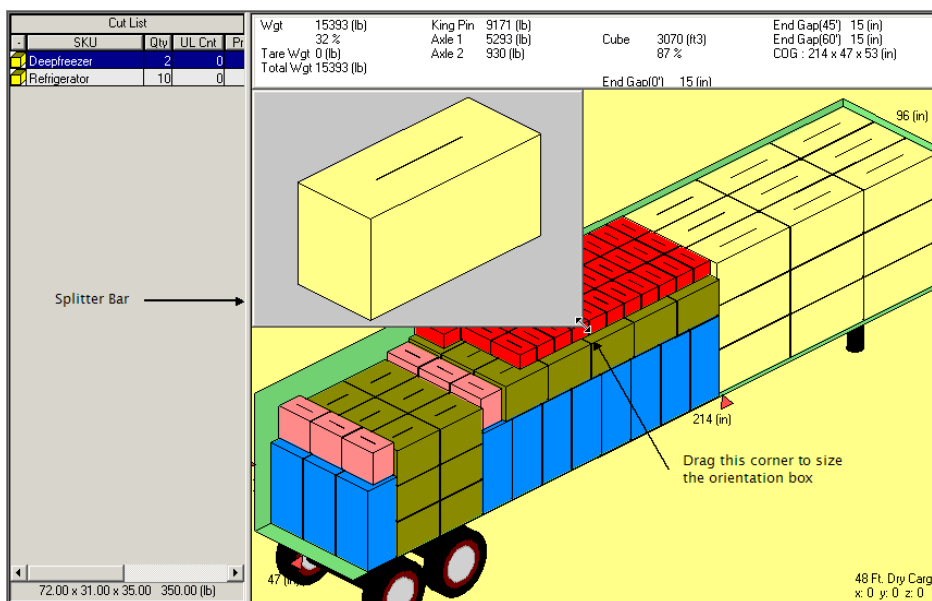 Cut List
- SKU Qty UL Cnt Pr
Deepfreezer 2 0
Refrigerator 10 0
Splitter Bar
72.00 x 31.00 x 35.00 350.00 (lb)
Wgt 15393 (lb) King Pin 9171 (lb) End Gap(45') 15 (in)
32 % Axle 1 5293 (lb) Cube 3070 (ft3) End Gap(60') 15 (in)
Tare Wgt 0 (lb) Axle 2 930 (lb) 87 % COG : 214 x 47 x 53 (in)
Total Wgt 15393 (lb)
End Gap(0') 15 (in)
96 (in)
214 (in)
Drag this corner to size
the orientation box
47 (in)
48 Ft. Dry Carg
x: 0 y: 0 z: 0